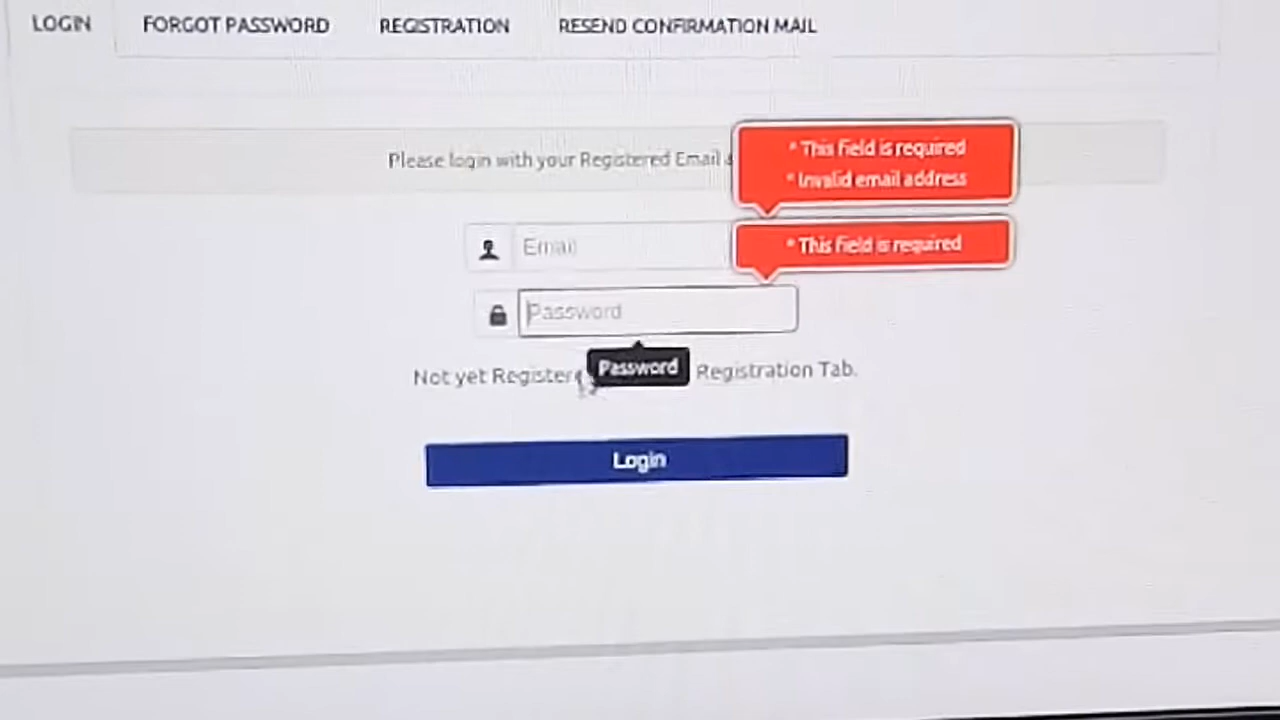 LOGIN FORGOT PASSWORD REGISTRATION RESEND CONFIRMATION MAIL
Please login with your Registered Email
* This field is required
* Invalid email address
Email
* This field is required
Password
Not yet Register Registration Tab.
Password
Login